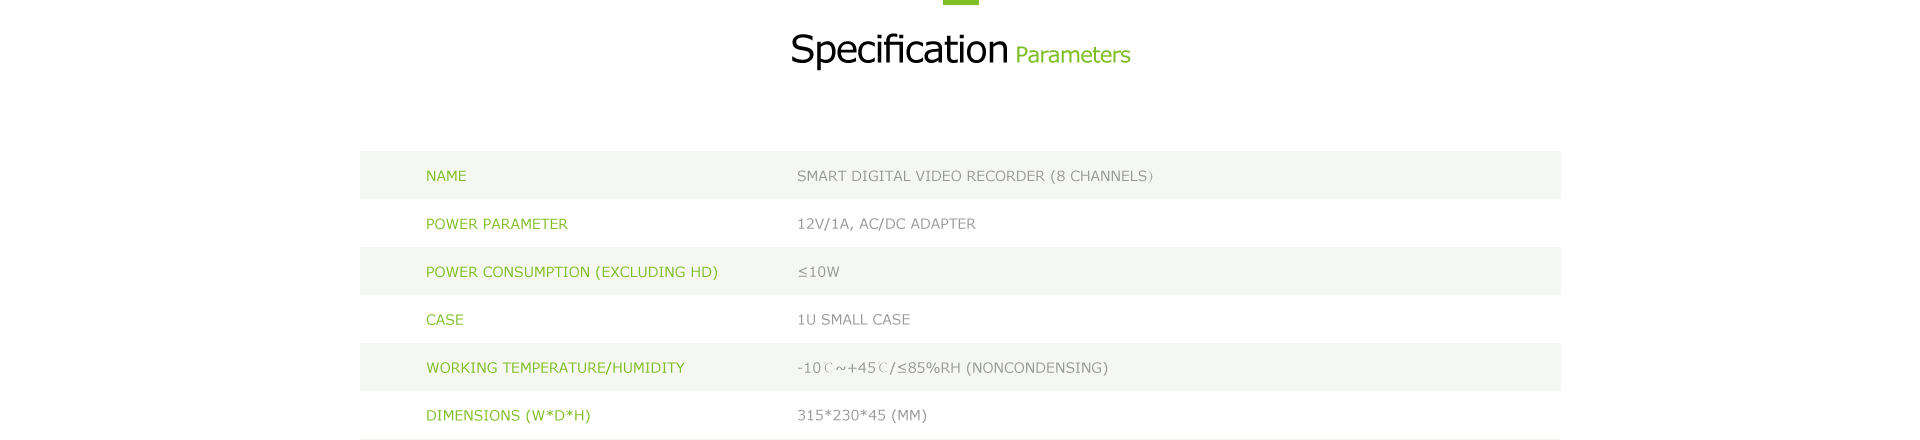 Specification Parameters
NAME SMART DIGITAL VIDEO RECORDER (8 CHANNELS）
POWER PARAMETER 12V/1A, AC/DC ADAPTER
POWER CONSUMPTION (EXCLUDING HD) ≤10W
CASE 1U SMALL CASE
WORKING TEMPERATURE/HUMIDITY -10℃~+45℃/≤85%RH (NONCONDENSING)
DIMENSIONS (W*D*H) 315*230*45 (MM)